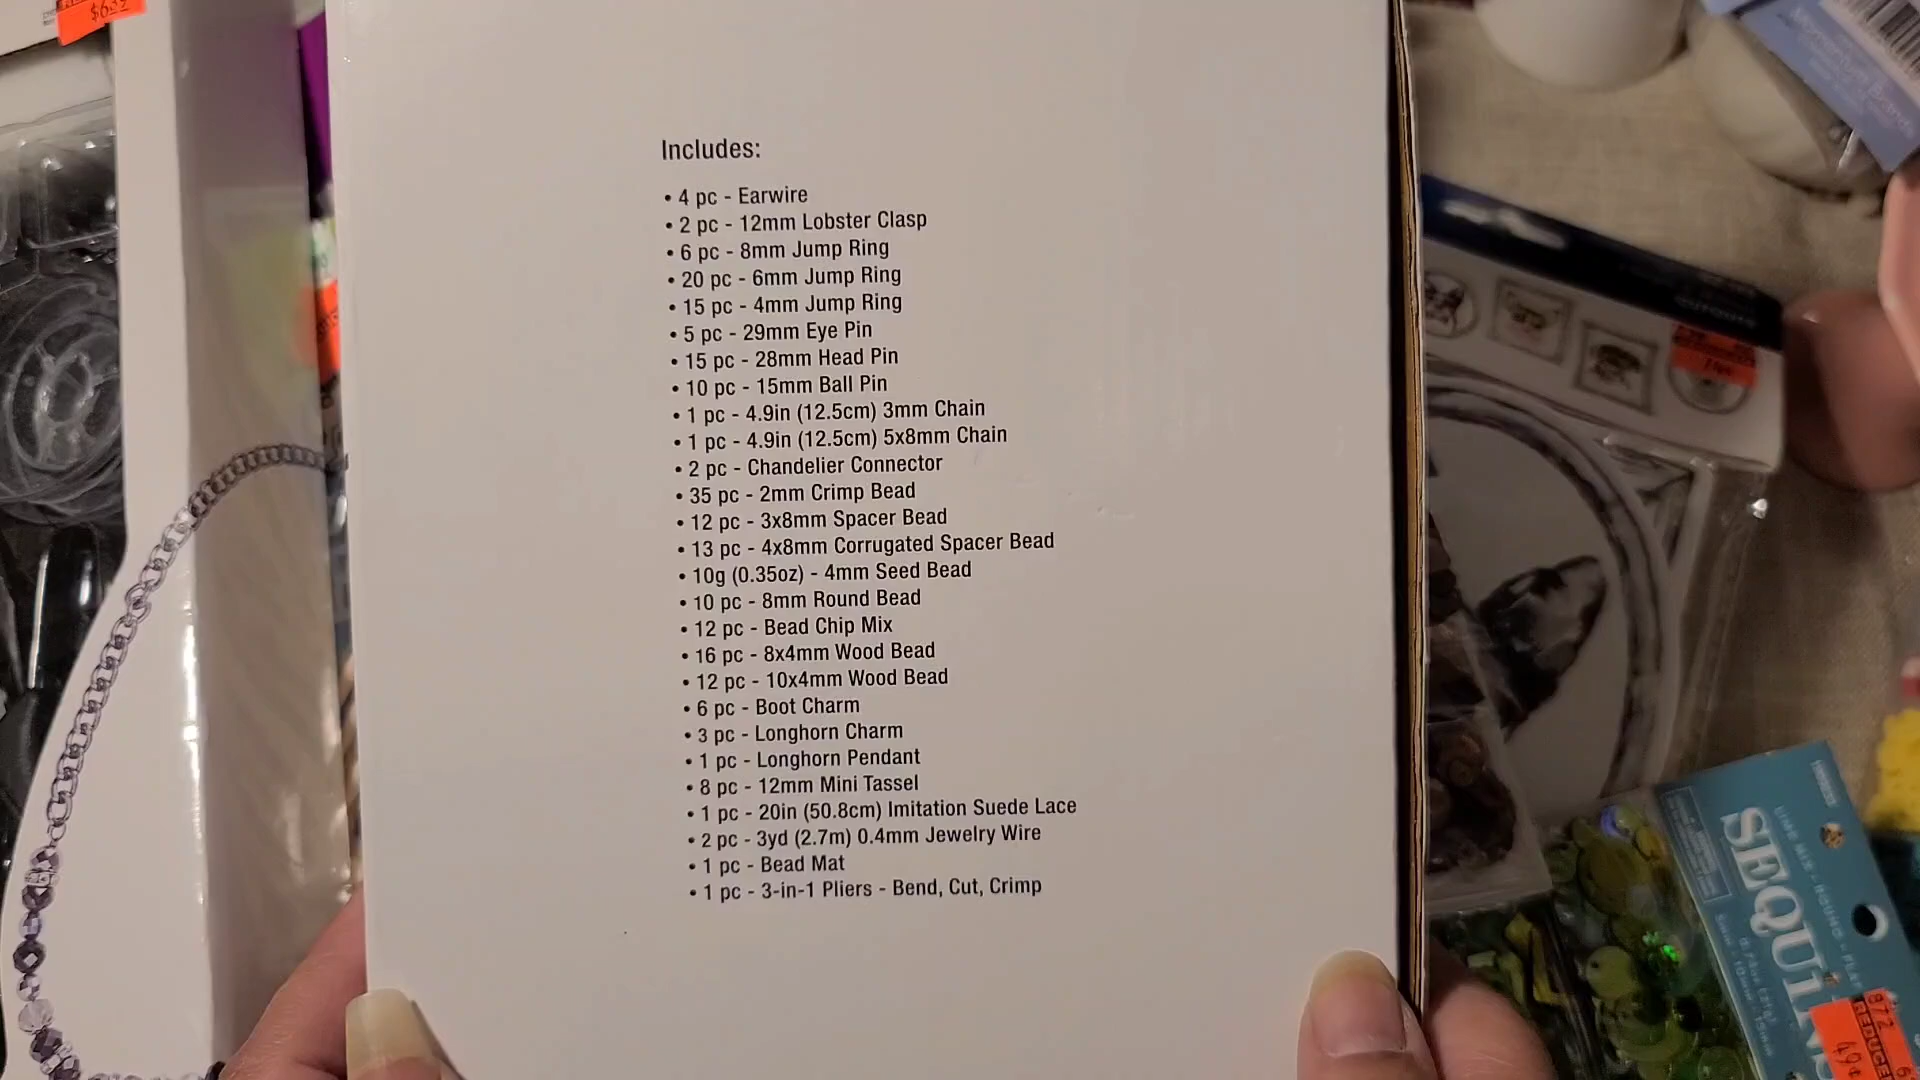 Includes:
• 4 pc - Earwire
• 2 pc - 12mm Lobster Clasp
• 6 pc - 8mm Jump Ring
• 20 pc - 6mm Jump Ring
• 15 pc - 4mm Jump Ring
• 5 pc - 29mm Eye Pin
• 15 pc - 28mm Head Pin
• 10 pc - 15mm Ball Pin
• 1 pc - 4.9in (12.5cm) 3mm Chain
• 1 pc - 4.9in (12.5cm) 5x8mm Chain
• 2 pc - Chandelier Connector
• 35 pc - 2mm Crimp Bead
• 12 pc - 3x8mm Spacer Bead
• 13 pc - 4x8mm Corrugated Spacer Bead
• 10g (0.35oz) - 4mm Seed Bead
• 10 pc - 8mm Round Bead
• 12 pc - Bead Chip Mix
• 16 pc - 8x4mm Wood Bead
• 12 pc - 10x4mm Wood Bead
• 6 pc - Boot Charm
• 3 pc - Longhorn Charm
• 1 pc - Longhorn Pendant
• 8 pc - 12mm Mini Tassel
• 1 pc - 20in (50.8cm) Imitation Suede Lace
• 2 pc - 3yd (2.7m) 0.4mm Jewelry Wire
• 1 pc - Bead Mat
• 1 pc - 3-in-1 Pliers - Bend, Cut, Crimp
SEQUIN
872
49¢